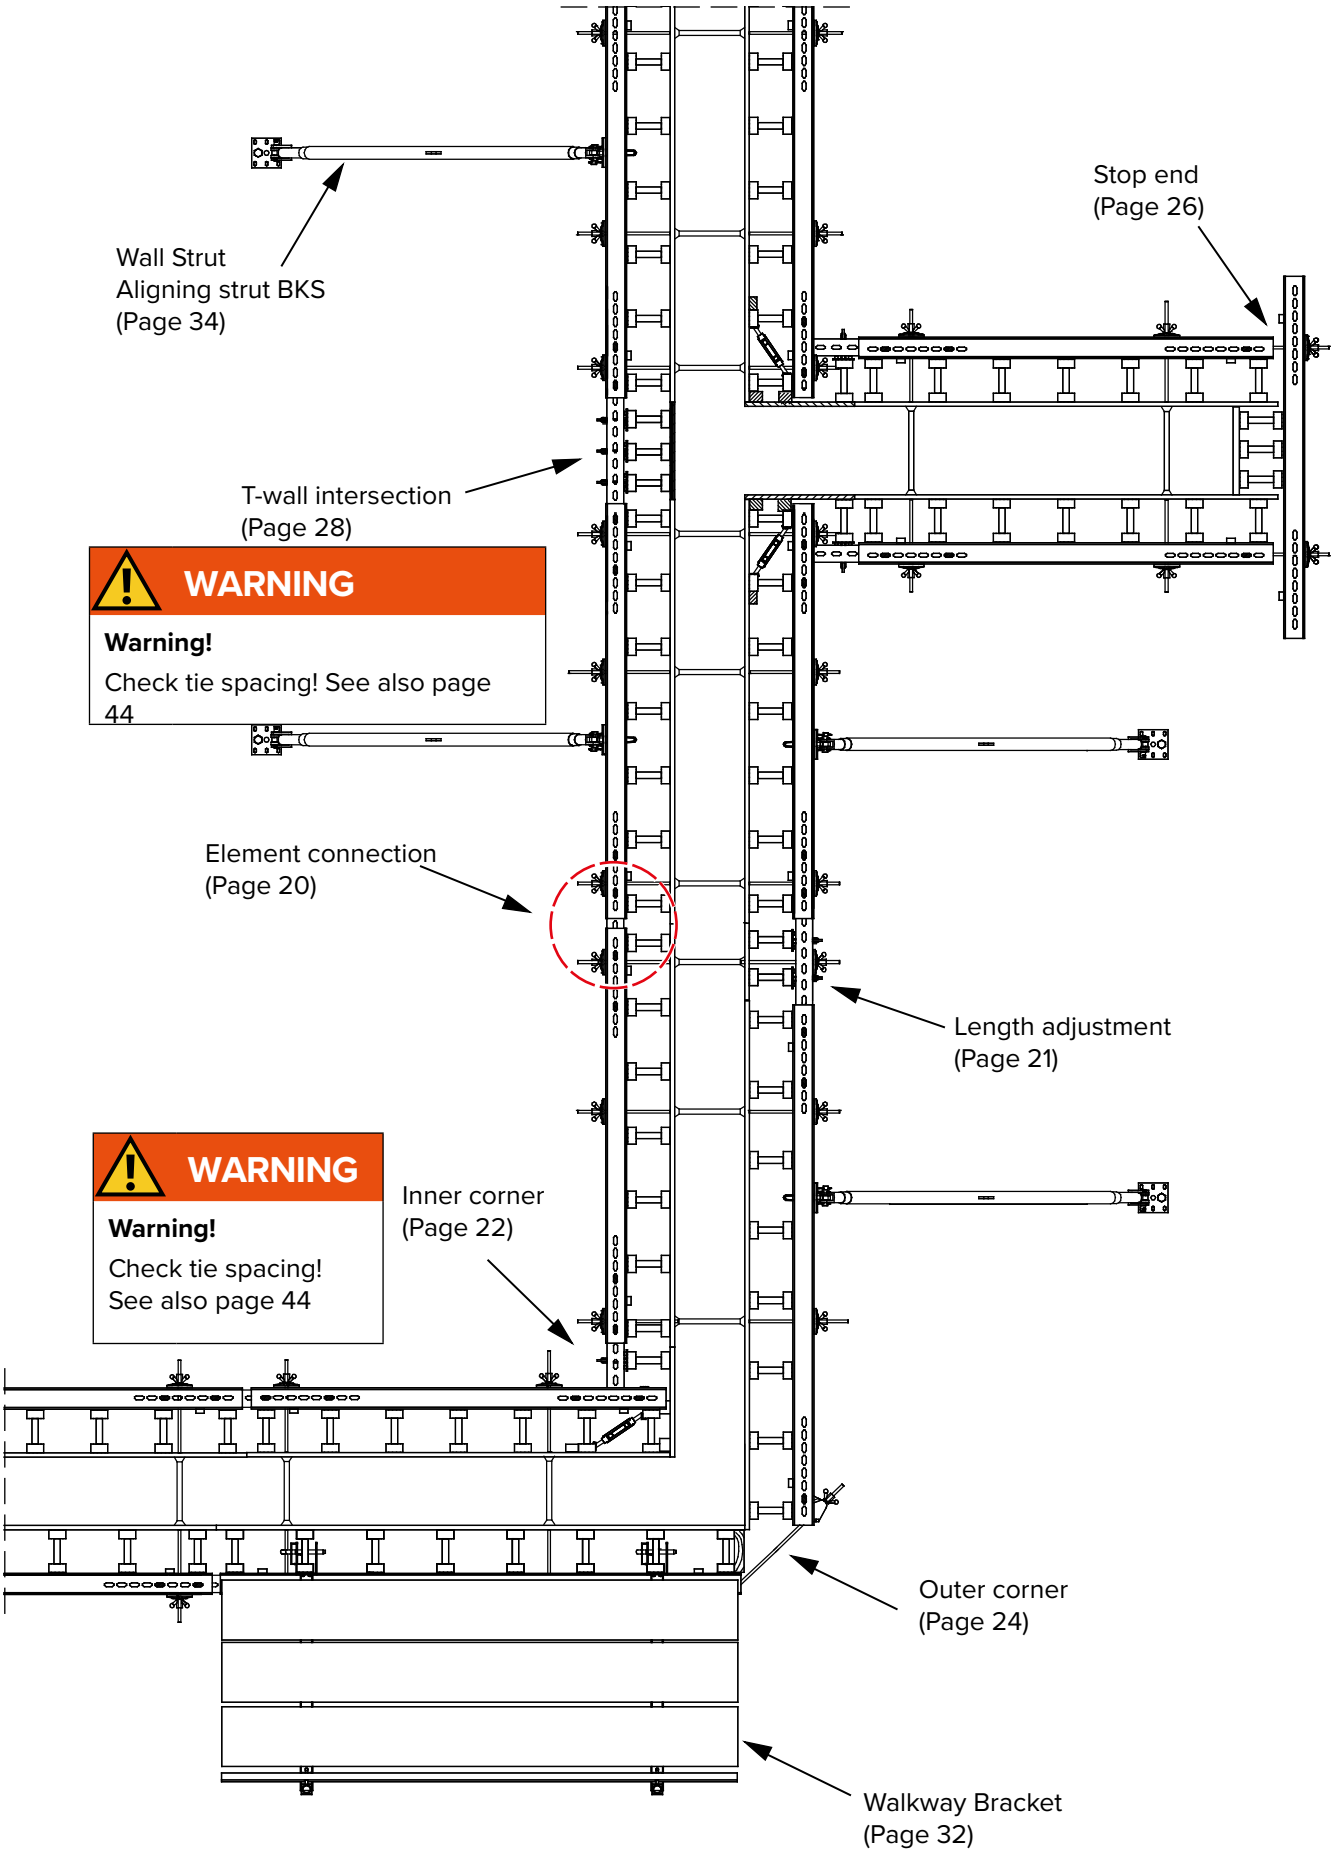 Stop end
(Page 26)
Wall Strut
Aligning strut BKS
(Page 34)
T-wall intersection
(Page 28)
WARNING
Warning!
Check tie spacing! See also page
44
Element connection
(Page 20)
Length adjustment
(Page 21)
WARNING
Warning!
Check tie spacing!
See also page 44
Inner corner
(Page 22)
Outer corner
(Page 24)
Walkway Bracket
(Page 32)